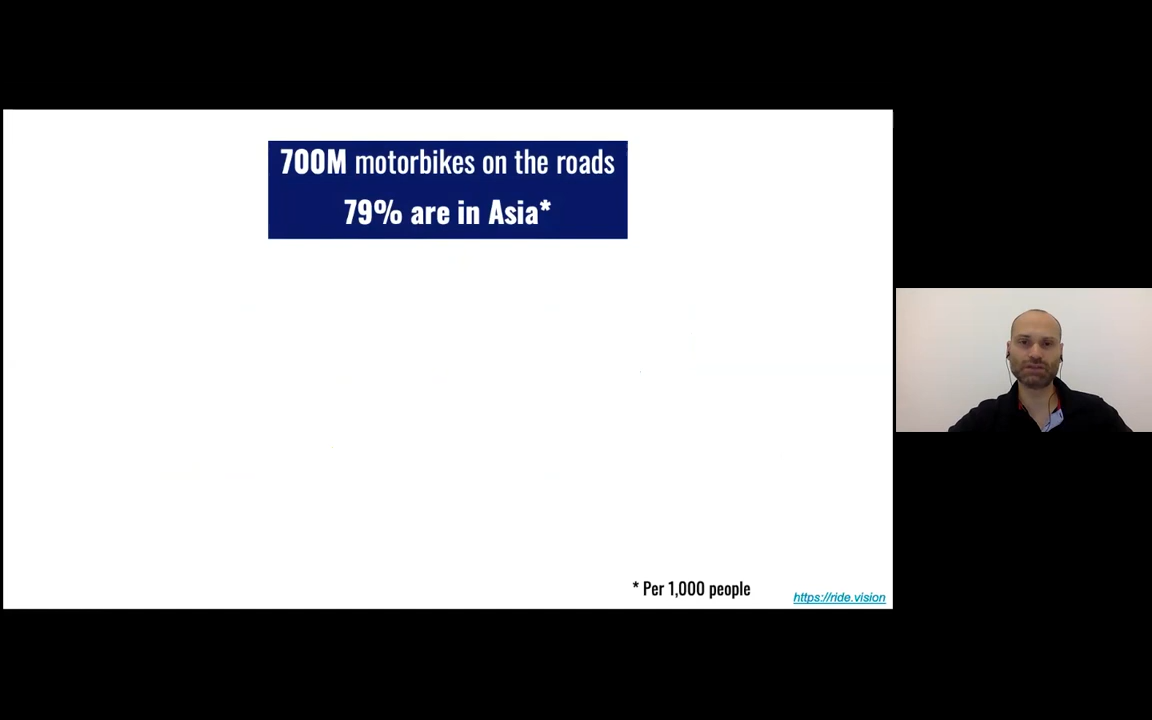 700M motorbikes on the roads
79% are in Asia*
* Per 1,000 people
https://ride.vision